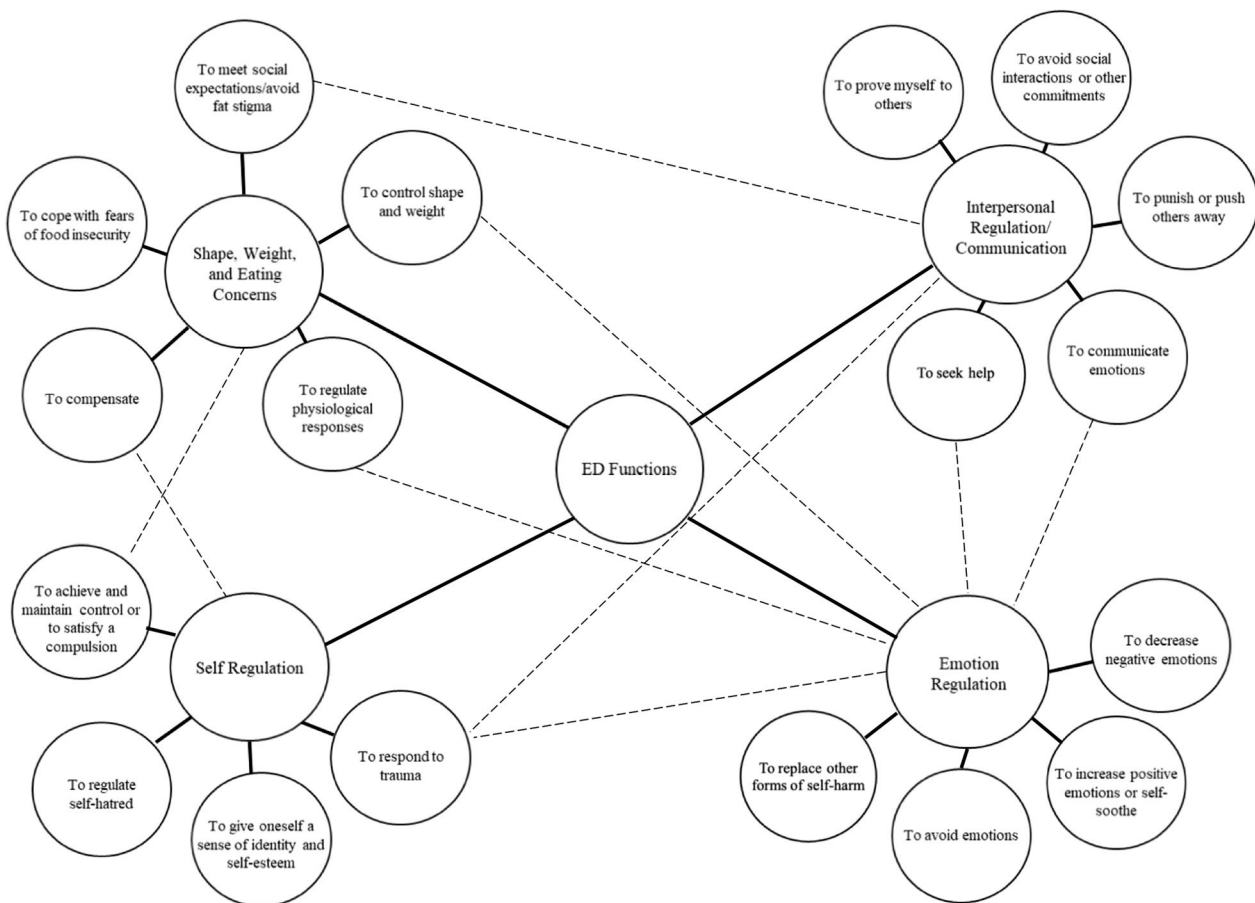 To meet social
expectations/avoid
fat stigma
To control shape
and weight
To cope with fears
of food insecurity
Shape, Weight,
and Eating
Concerns
To compensate
To regulate
physiological
responses
To prove myself to
others
To avoid social
interactions or other
commitments
Interpersonal
Regulation/
Communication
To punish or push
others away
To seek help
To communicate
emotions
ED Functions
To achieve and
maintain control or
to satisfy a
compulsion
Self Regulation
To regulate
self-hatred
To give oneself a
sense of identity and
self-esteem
To respond to
trauma
Emotion
Regulation
To decrease
negative emotions
To replace other
forms of self-harm
To avoid emotions
To increase positive
emotions or self-
soothe